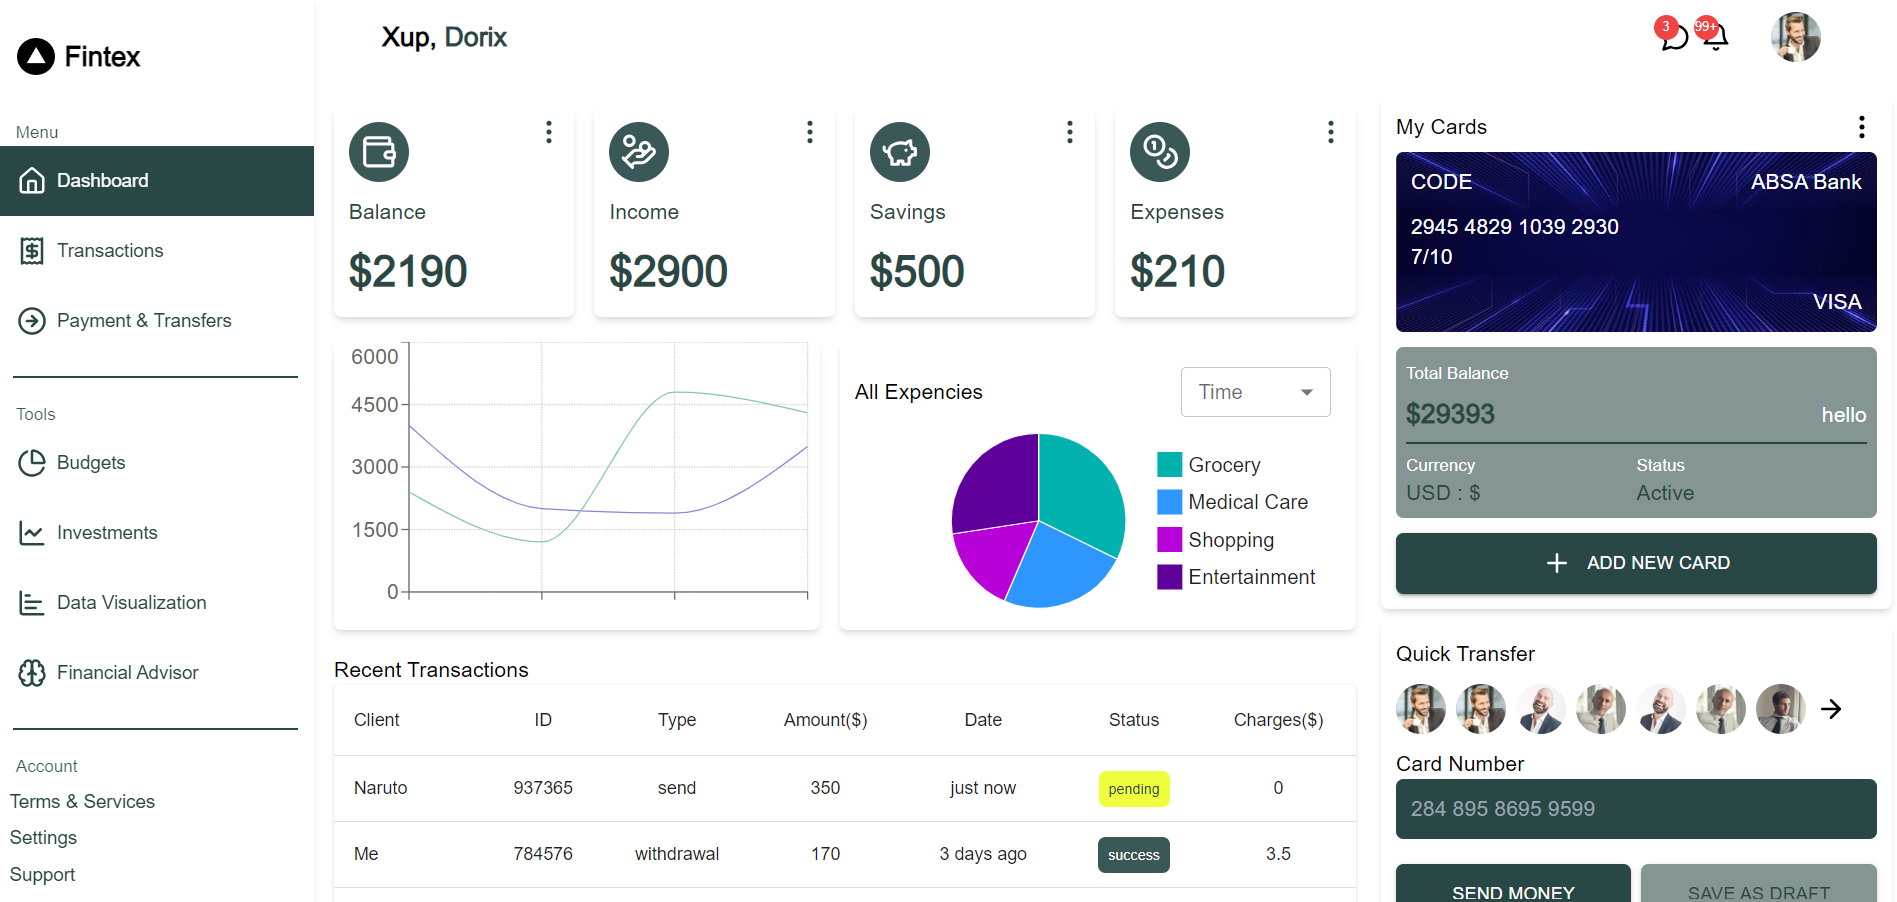 Fintex
Xup, Dorix
3
99+
Menu
Dashboard
Transactions
Payment & Transfers
Tools
Budgets
Investments
Data Visualization
Financial Advisor
Account
Terms & Services
Settings
Support
Balance
$2190
Income
$2900
Savings
$500
Expenses
$210
6000
4500
3000
1500
0
All Expencies
Time
Grocery
Medical Care
Shopping
Entertainment
Recent Transactions
Client ID Type Amount($) Date Status Charges($)
Naruto 937365 send 350 just now pending 0
Me 784576 withdrawal 170 3 days ago success 3.5
My Cards
CODE ABSA Bank
2945 4829 1039 2930
7/10
VISA
Total Balance
$29393 hello
Currency Status
USD : $ Active
ADD NEW CARD
Quick Transfer
Card Number
284 895 8695 9599
SEND MONEY SAVE AS DRAFT